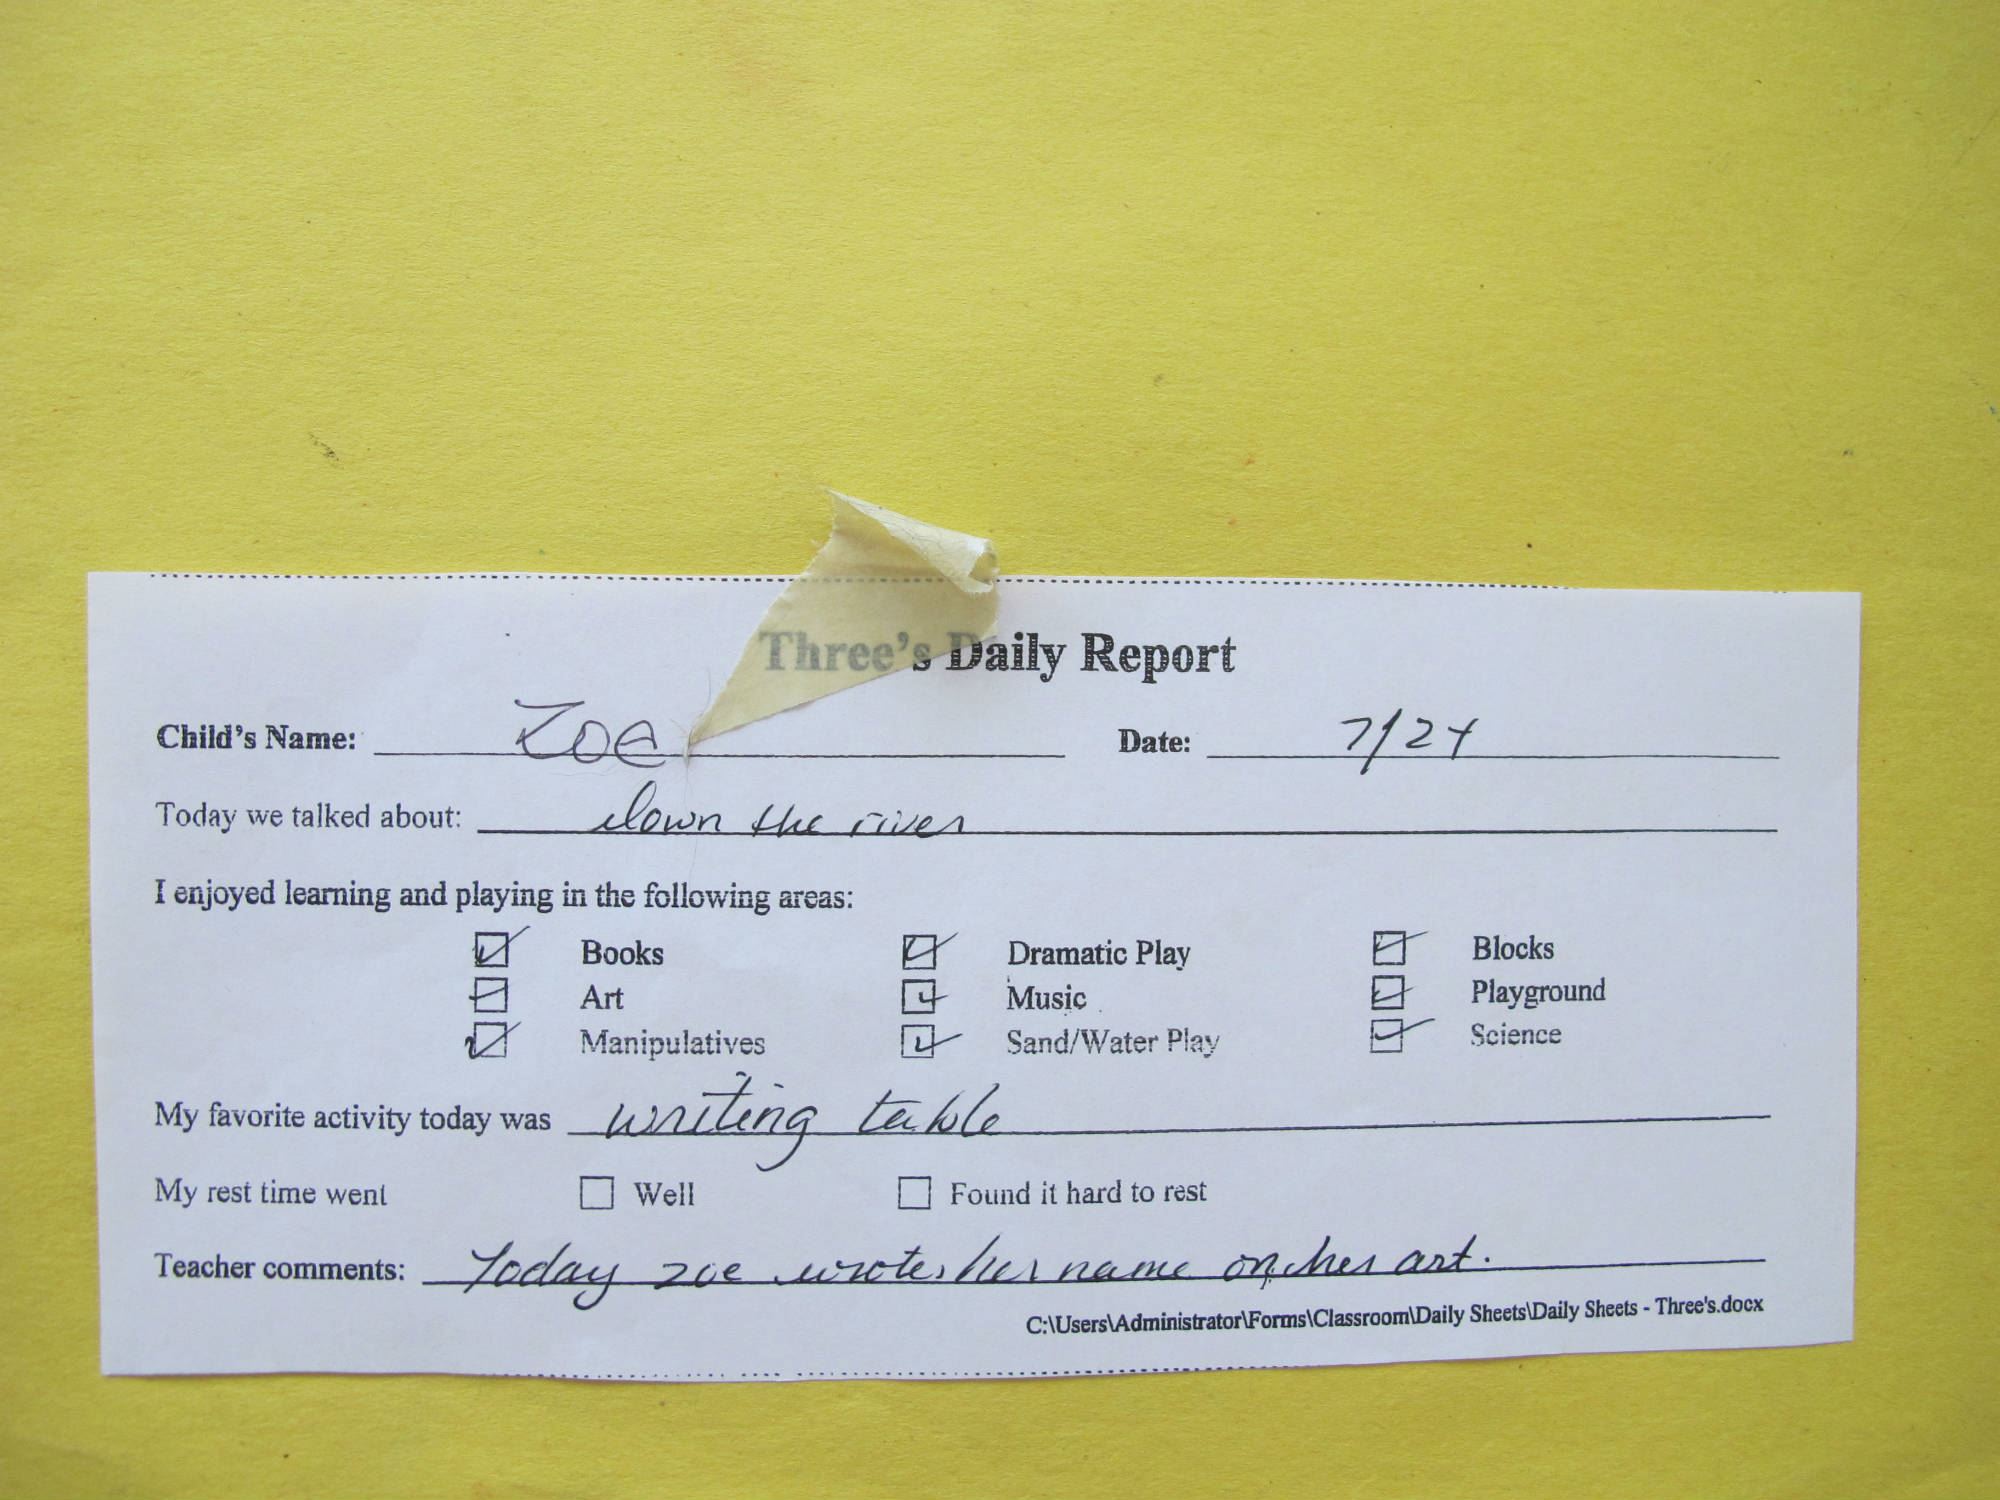 Three's Daily Report
Child's Name: Zoe Date: 7/24
Today we talked about: down the river
I enjoyed learning and playing in the following areas:
Books Dramatic Play Blocks
Art Music Playground
Manipulatives Sand/Water Play Science
My favorite activity today was writing table
My rest time went Well Found it hard to rest
Teacher comments: Today zoe wrote her name on her art.
C:\Users\Administrator\Forms\Classroom\Daily Sheets\Daily Sheets - Three's.docx